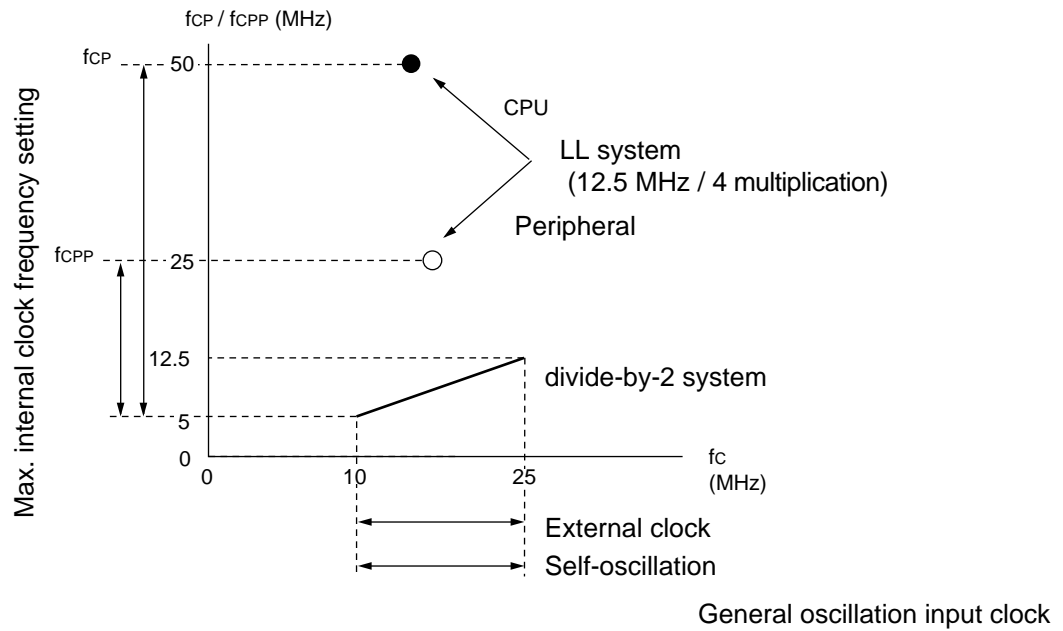 fCP / fCPP (MHz)
fCP
50
CPU
LL system
(12.5 MHz / 4 multiplication)
Peripheral
fCPP
25
12.5
divide-by-2 system
5
0
0
10
25
fC
(MHz)
External clock
Self-oscillation
General oscillation input clock
Max. internal clock frequency setting